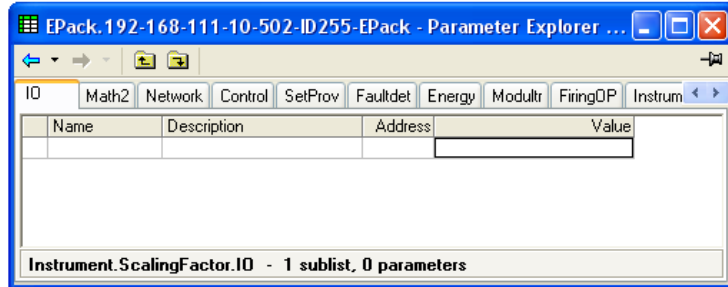 EPack.192-168-111-10-502-ID255-EPack - Parameter Explorer ...
IO Math2 Network Control SetProv Faultdet Energy Modultr FiringOP Instrum
Name Description Address Value
Instrument.ScalingFactor.IO - 1 sublist, 0 parameters